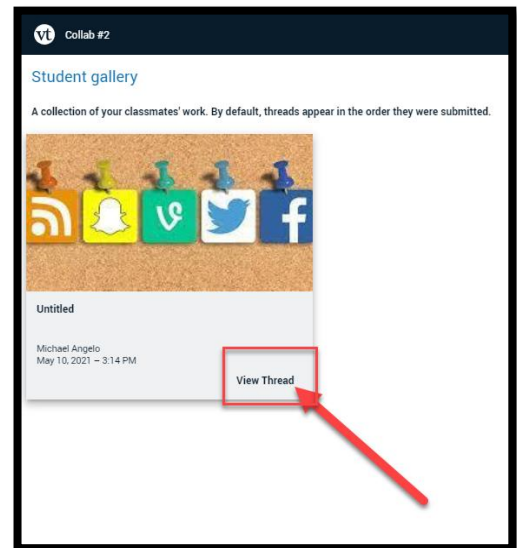 vt Collab #2
Student gallery
A collection of your classmates' work. By default, threads appear in the order they were submitted.
Untitled
Michael Angelo
May 10, 2021 – 3:14 PM
View Thread